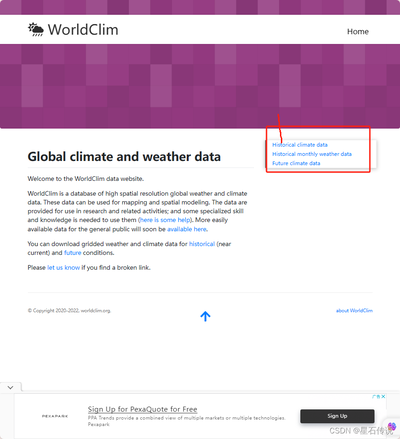 WorldClim
Home
Historical climate data
Historical monthly weather data
Future climate data
Global climate and weather data
Welcome to the WorldClim data website.
WorldClim is a database of high spatial resolution global weather and climate
data. These data can be used for mapping and spatial modeling. The data are
provided for use in research and related activities; and some specialized skill
and knowledge is needed to use them (here is some help). More easily
available data for the general public will soon be available here.
You can download gridded weather and climate data for historical (near
current) and future conditions.
Please let us know if you find a broken link.
© Copyright 2020-2022, worldclim.org.
about WorldClim
PEXAPARK
Sign Up for PexaQuote for Free
PPA Trends provide a combined view of multiple markets or multiple technologies
Pexapark
Sign Up
CSDN @星石传说